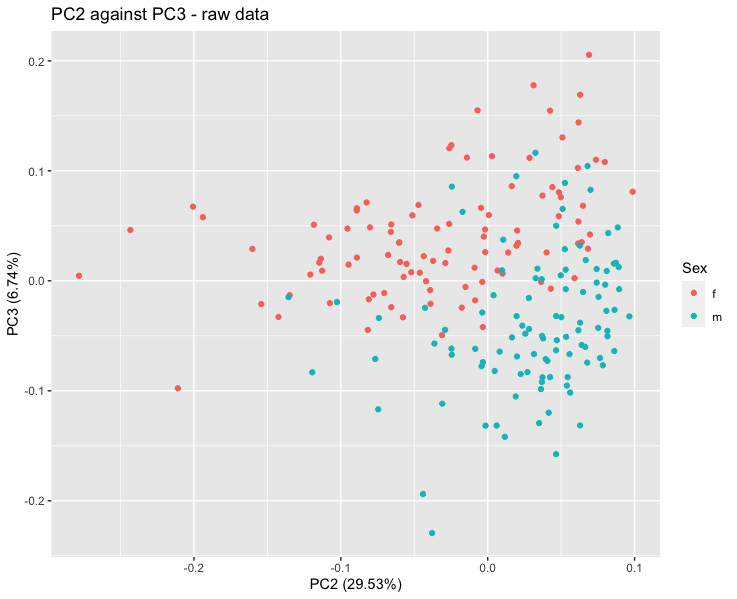 PC2 against PC3 - raw data
0.2
0.1
0.0
-0.1
-0.2
PC3 (6.74%)
-0.2
-0.1
0.0
0.1
PC2 (29.53%)
Sex
f
m